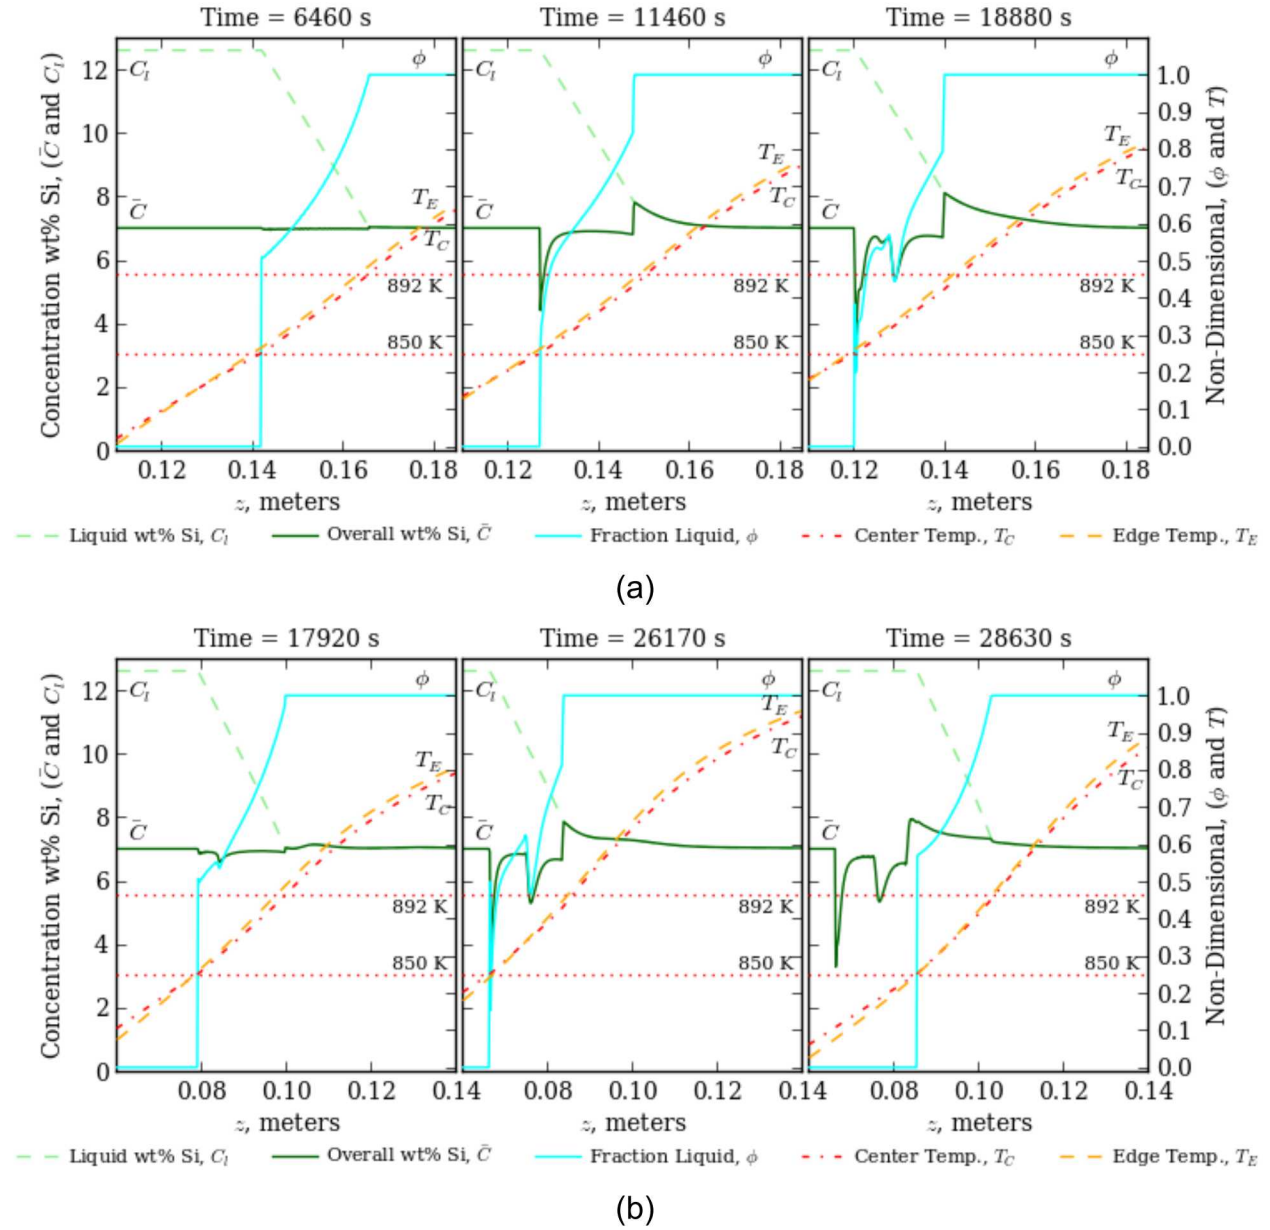 Time = 6460 s
Time = 11460 s
Time = 18880 s
Concentration wt% Si, (C̄ and Cₗ)
12
10
8
6
4
2
0
Cₗ
ϕ
C̄
T_E
T_C
892 K
850 K
Cₗ
ϕ
C̄
T_E
T_C
892 K
850 K
Cₗ
ϕ
C̄
T_E
T_C
892 K
850 K
1.0
0.9
0.8
0.7
0.6
0.5
0.4
0.3
0.2
0.1
0.0
Non-Dimensional, (ϕ and T)
0.12 0.14 0.16 0.18
0.12 0.14 0.16 0.18
0.12 0.14 0.16 0.18
z, meters
z, meters
z, meters
Liquid wt% Si, Cₗ
Overall wt% Si, C̄
Fraction Liquid, ϕ
Center Temp., T_C
Edge Temp., T_E
(a)
Time = 17920 s
Time = 26170 s
Time = 28630 s
Concentration wt% Si, (C̄ and Cₗ)
12
10
8
6
4
2
0
Cₗ
ϕ
C̄
T_E
T_C
892 K
850 K
Cₗ
ϕ
C̄
T_E
T_C
892 K
850 K
Cₗ
ϕ
C̄
T_E
T_C
892 K
850 K
1.0
0.9
0.8
0.7
0.6
0.5
0.4
0.3
0.2
0.1
0.0
Non-Dimensional, (ϕ and T)
0.08 0.10 0.12 0.14
0.08 0.10 0.12 0.14
0.08 0.10 0.12 0.14
z, meters
z, meters
z, meters
Liquid wt% Si, Cₗ
Overall wt% Si, C̄
Fraction Liquid, ϕ
Center Temp., T_C
Edge Temp., T_E
(b)